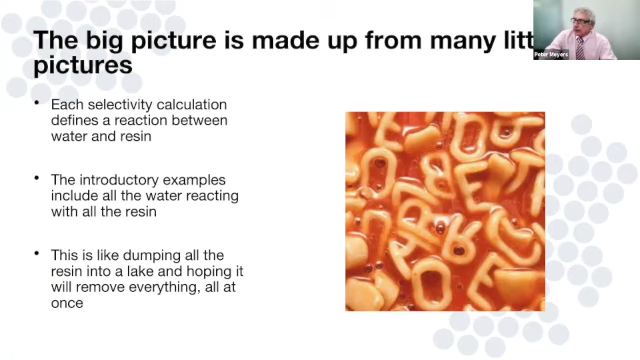 The big picture is made up from many
pictures
• Each selectivity calculation
defines a reaction between
water and resin
• The introductory examples
include all the water reacting
with all the resin
• This is like dumping all the
resin into a lake and hoping it
will remove everything, all at
once
Peter Meyers